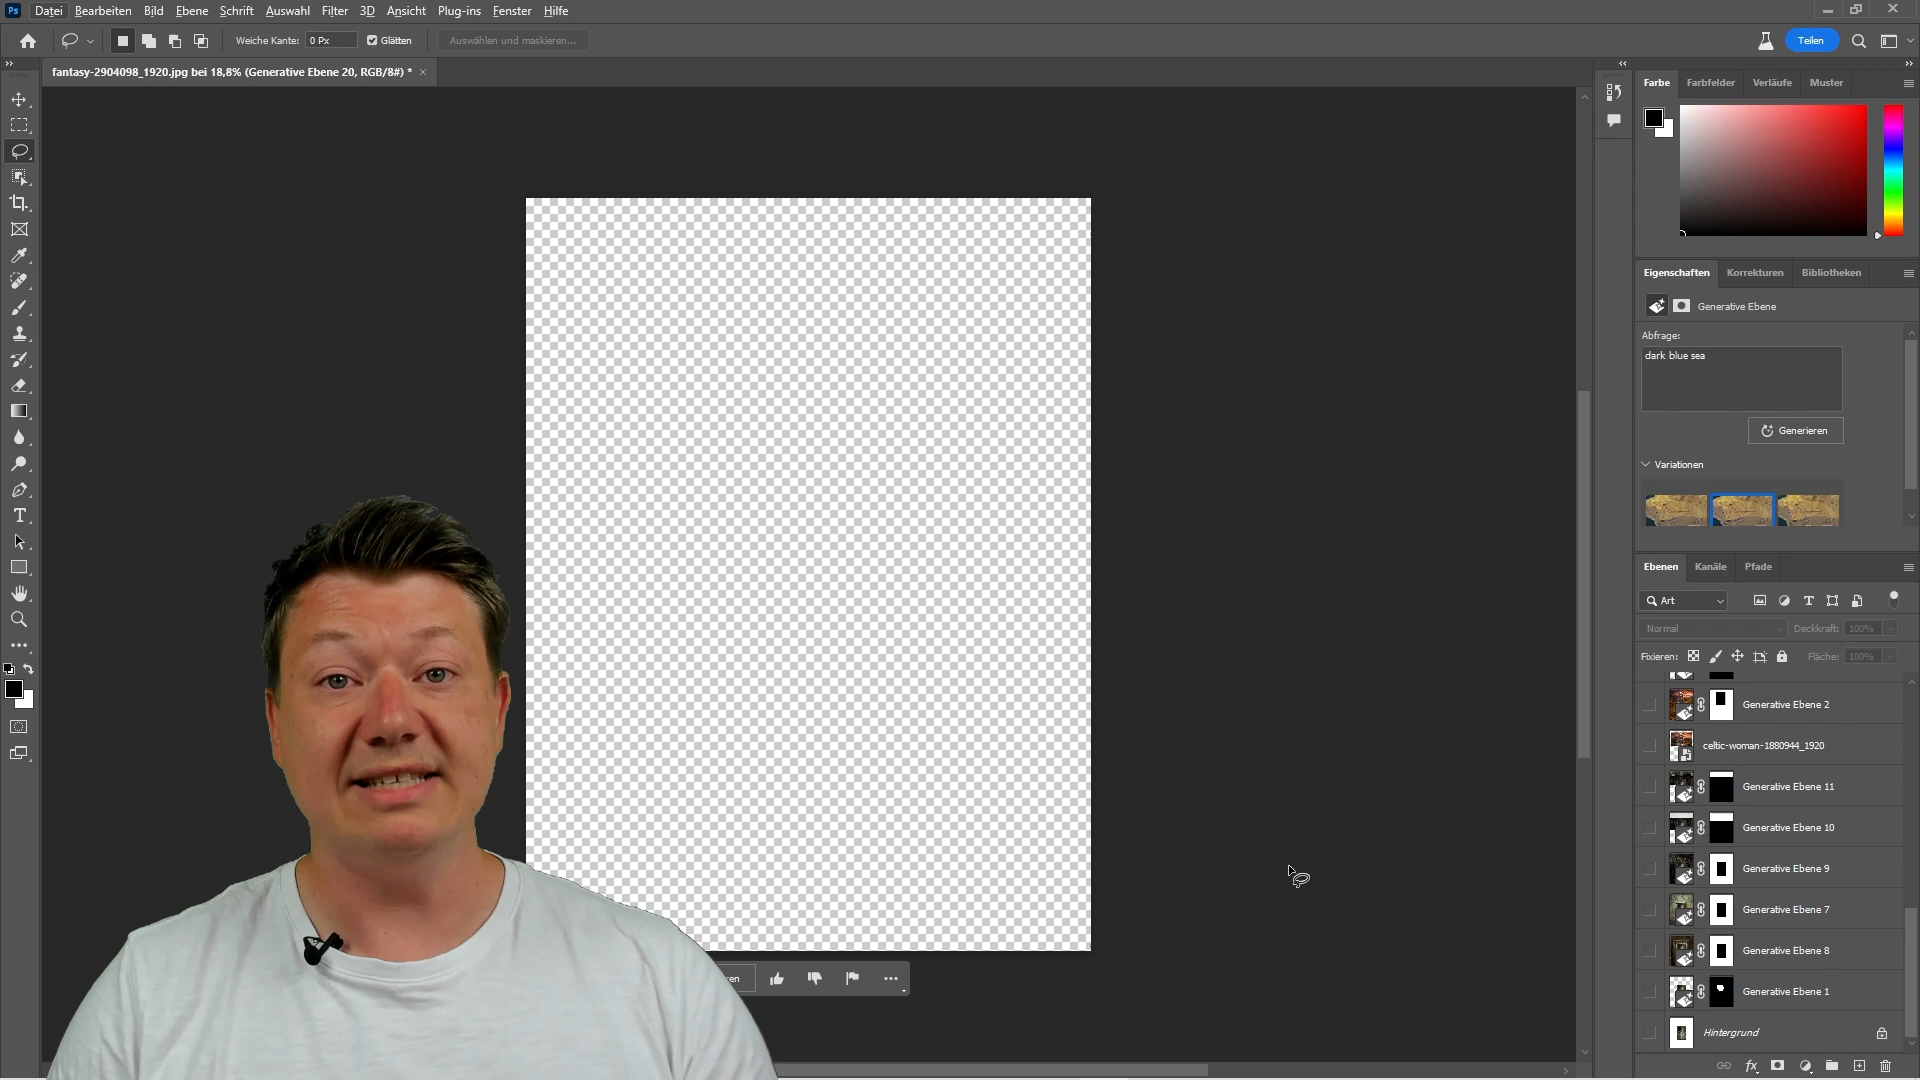 Ps Datei Bearbeiten Bild Ebene Schrift Auswahl Filter 3D Ansicht Plug-ins Fenster Hilfe
Weiche Kante: 0 Px Glätten Auswählen und maskieren... Teilen
fantasy-2904098_1920.jpg bei 18,8% (Generative Ebene 20, RGB/8#) *
Farbe Farbfelder Verläufe Muster
Eigenschaften Korrekturen Bibliotheken
Generative Ebene
Abfrage:
dark blue sea
Generieren
Variationen
Ebenen Kanäle Pfade
Art
Normal Deckkraft: 100%
Fixieren: Fläche: 100%
Generative Ebene 2
celtic-woman-1880944_1920
Generative Ebene 11
Generative Ebene 10
Generative Ebene 9
Generative Ebene 7
Generative Ebene 8
Generative Ebene 1
Hintergrund